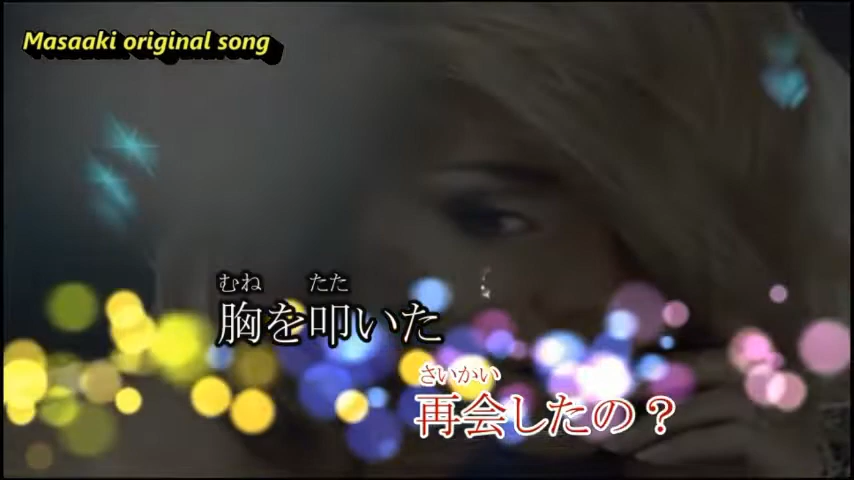 Masaaki original song
むね たた
胸を叩いた
さいかい
再会したの？